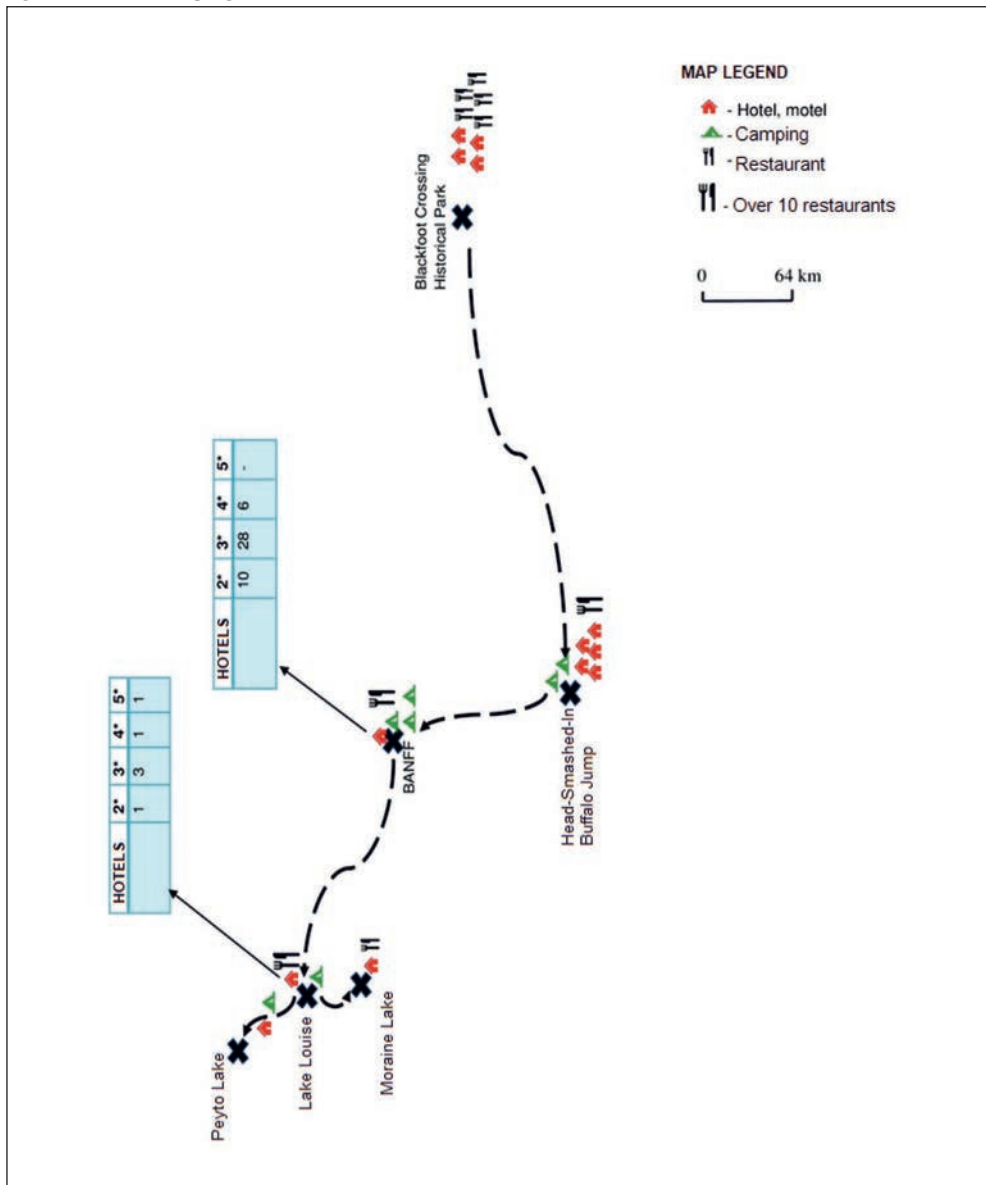 MAP LEGEND
- Hotel, motel
- Camping
- Restaurant
- Over 10 restaurants
0 64 km
Blackfoot Crossing
Historical Park
HOTELS 2* 3* 4* 5*
10 28 6 -
HOTELS 2* 3* 4* 5*
1 3 1 1
BANFF
Head-Smashed-In
Buffalo Jump
Peyto Lake
Lake Louise
Moraine Lake